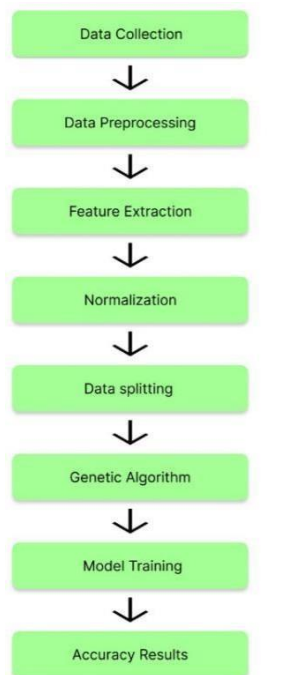 Data Collection
Data Preprocessing
Feature Extraction
Normalization
Data splitting
Genetic Algorithm
Model Training
Accuracy Results